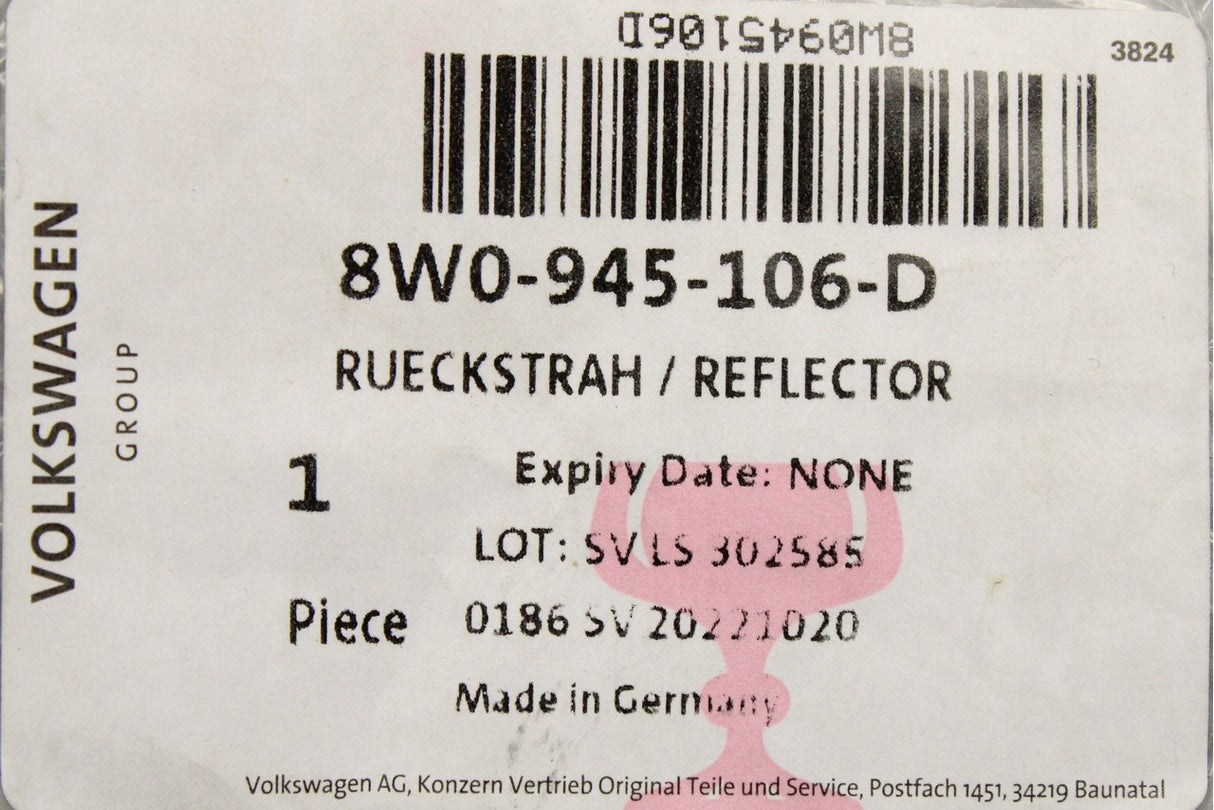 8W0945106D
3824
VOLKSWAGEN
GROUP
8W0-945-106-D
RUECKSTRAH / REFLECTOR
1
Expiry Date: NONE
LOT: SV LS 302585
Piece
0186 SV 20221020
Made in Germany
Volkswagen AG, Konzern Vertrieb Original Teile und Service, Postfach 1451, 34219 Baunatal